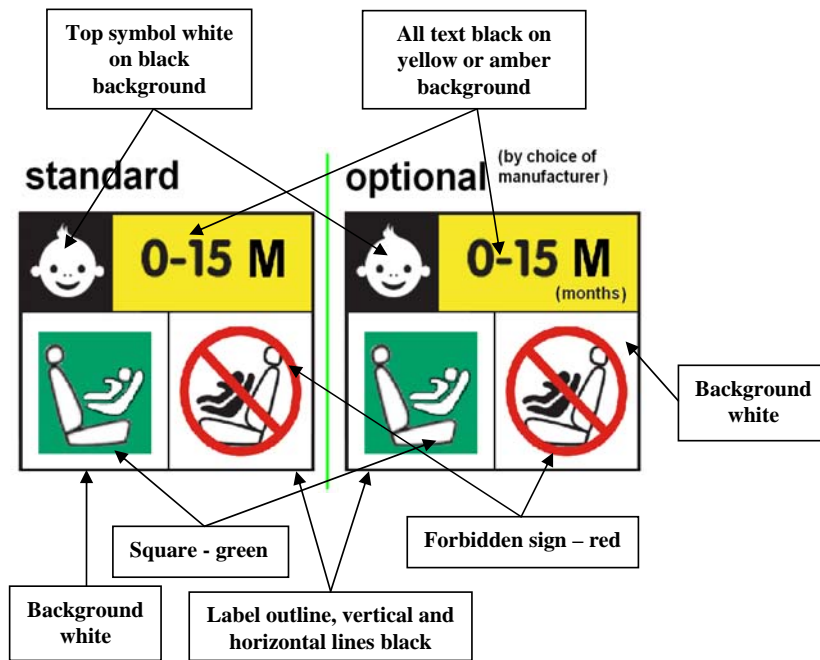 Top symbol white
on black
background
All text black on
yellow or amber
background
standard
optional
(by choice of
manufacturer)
0-15 M
0-15 M
(months)
Background
white
Square - green
Forbidden sign – red
Background
white
Label outline, vertical and
horizontal lines black